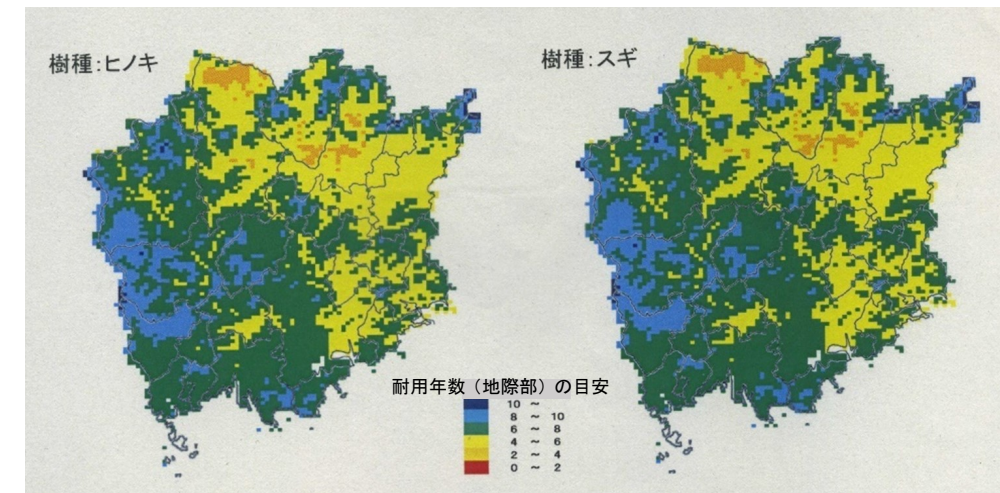 樹種:ヒノキ
樹種:スギ
耐用年数（地際部）の目安
10 ~
8 ~ 10
6 ~ 8
4 ~ 6
2 ~ 4
0 ~ 2